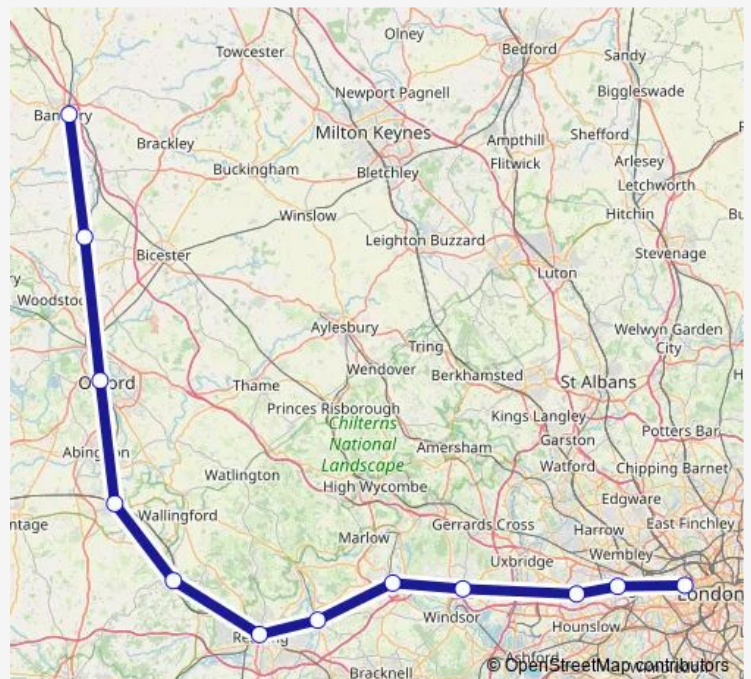 Olney
Towcester
Bedford
Sandy
Newport Pagnell
Biggleswade
Milton Keynes
Shefford
Brackley
Ampthill
Flitwick
Arlesey
Buckingham
Bletchley
Letchworth
Winslow
Hitchin
Leighton Buzzard
Stevenage
Bicester
Luton
Aylesbury
Welwyn Garden
City
Tring
Wendover
Berkhamsted
St Albans
Thame
Princes Risborough
Chilterns
National
Landscape
Kings Langley
Potters Bar
Garston
Amersham
Watford
Chipping Barnet
Watlington
High Wycombe
Edgware
Wallingford
Gerrards Cross
East Finchley
Harrow
Marlow
Wembley
Uxbridge
London
Windsor
Hounslow
Ashford
Bracknell
© OpenStreetMap contributors